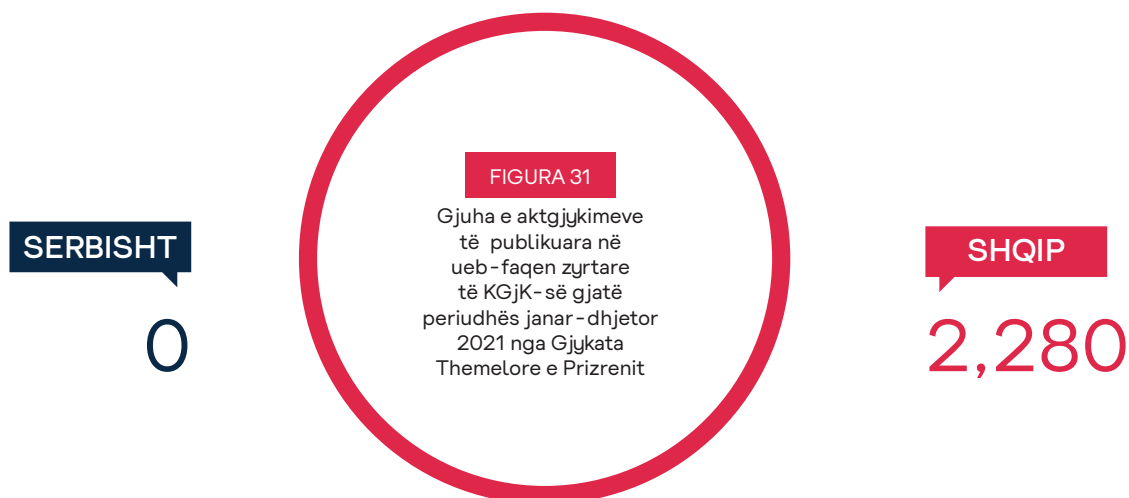 FIGURA 31
Gjuha e aktgjykimeve
të publikuara në
ueb-faqen zyrtare
të KGjK-së gjatë
periudhës janar-dhjetor
2021 nga Gjykata
Themelore e Prizrenit
SERBISHT
0
SHQIP
2,280